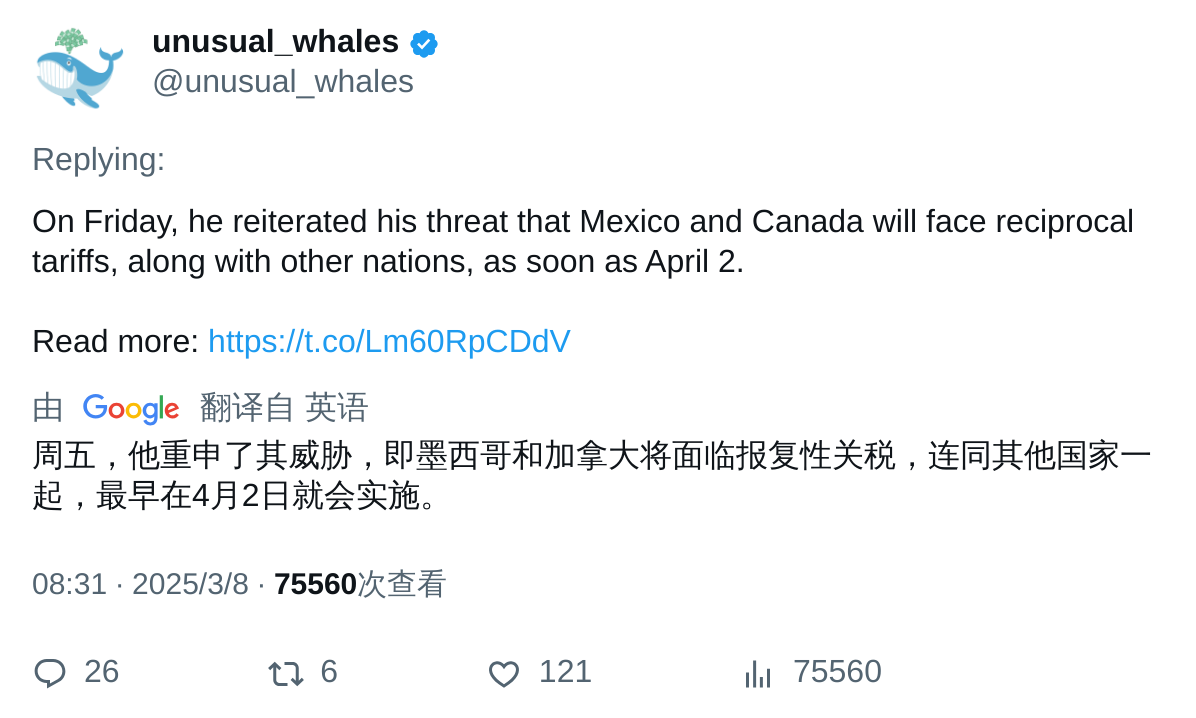 unusual_whales
@unusual_whales
Replying:
On Friday, he reiterated his threat that Mexico and Canada will face reciprocal
tariffs, along with other nations, as soon as April 2.
Read more: https://t.co/Lm60RpCDdV
由 Google 翻译自 英语
周五，他重申了其威胁，即墨西哥和加拿大将面临报复性关税，连同其他国家一
起，最早在4月2日就会实施。
08:31 · 2025/3/8 · 75560次查看
26 6 121 75560